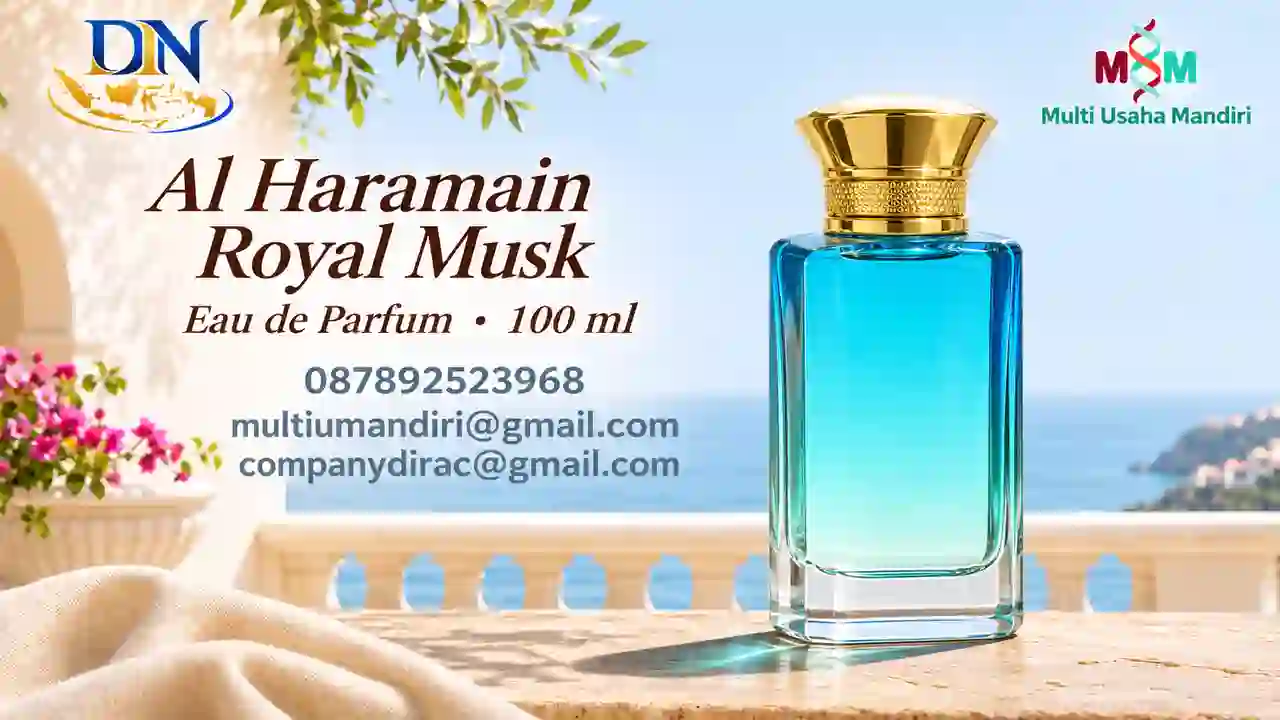 DIN
M M
Multi Usaha Mandiri
Al Haramain
Royal Musk
Eau de Parfum • 100 ml
087892523968
multiumandiri@gmail.com
companydirac@gmail.com